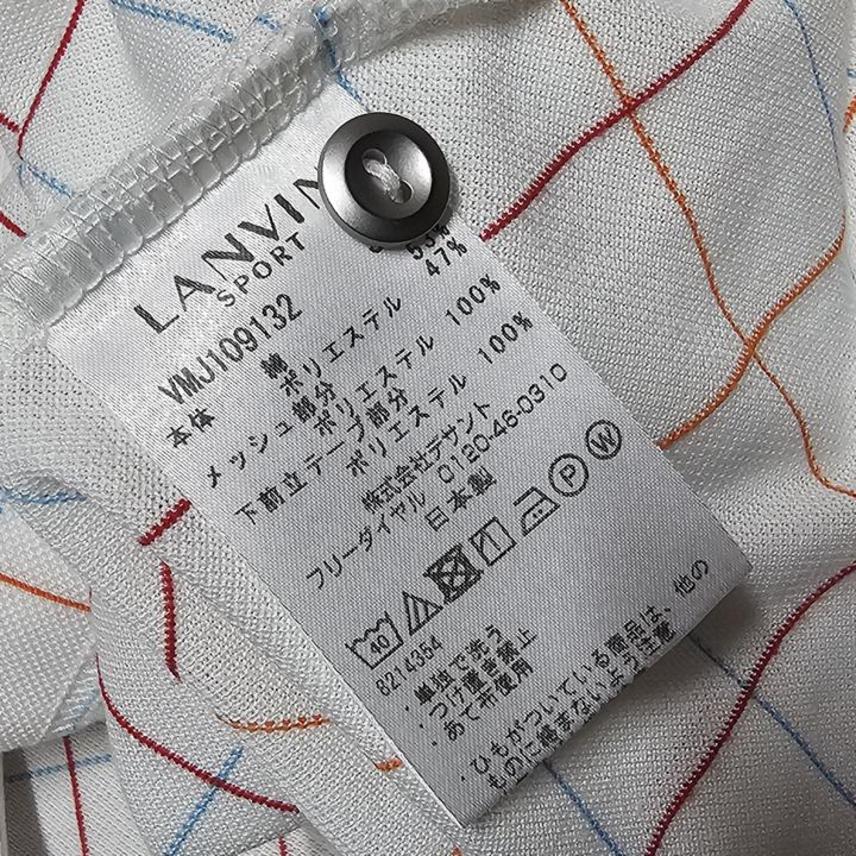 LANVIN
SPORT
VMJ109132
本体 綿 53%
ポリエステル 47%
メッシュ部分
ポリエステル 100%
下前立テープ部分
ポリエステル 100%
株式会社デサント
フリーダイヤル 0120-46-0310
日本製
40 P W
8214354
・単独で洗う
・つけ置き禁止
・あて布使用
・ひもがついている商品は、他の
ものに絡まないよう注意